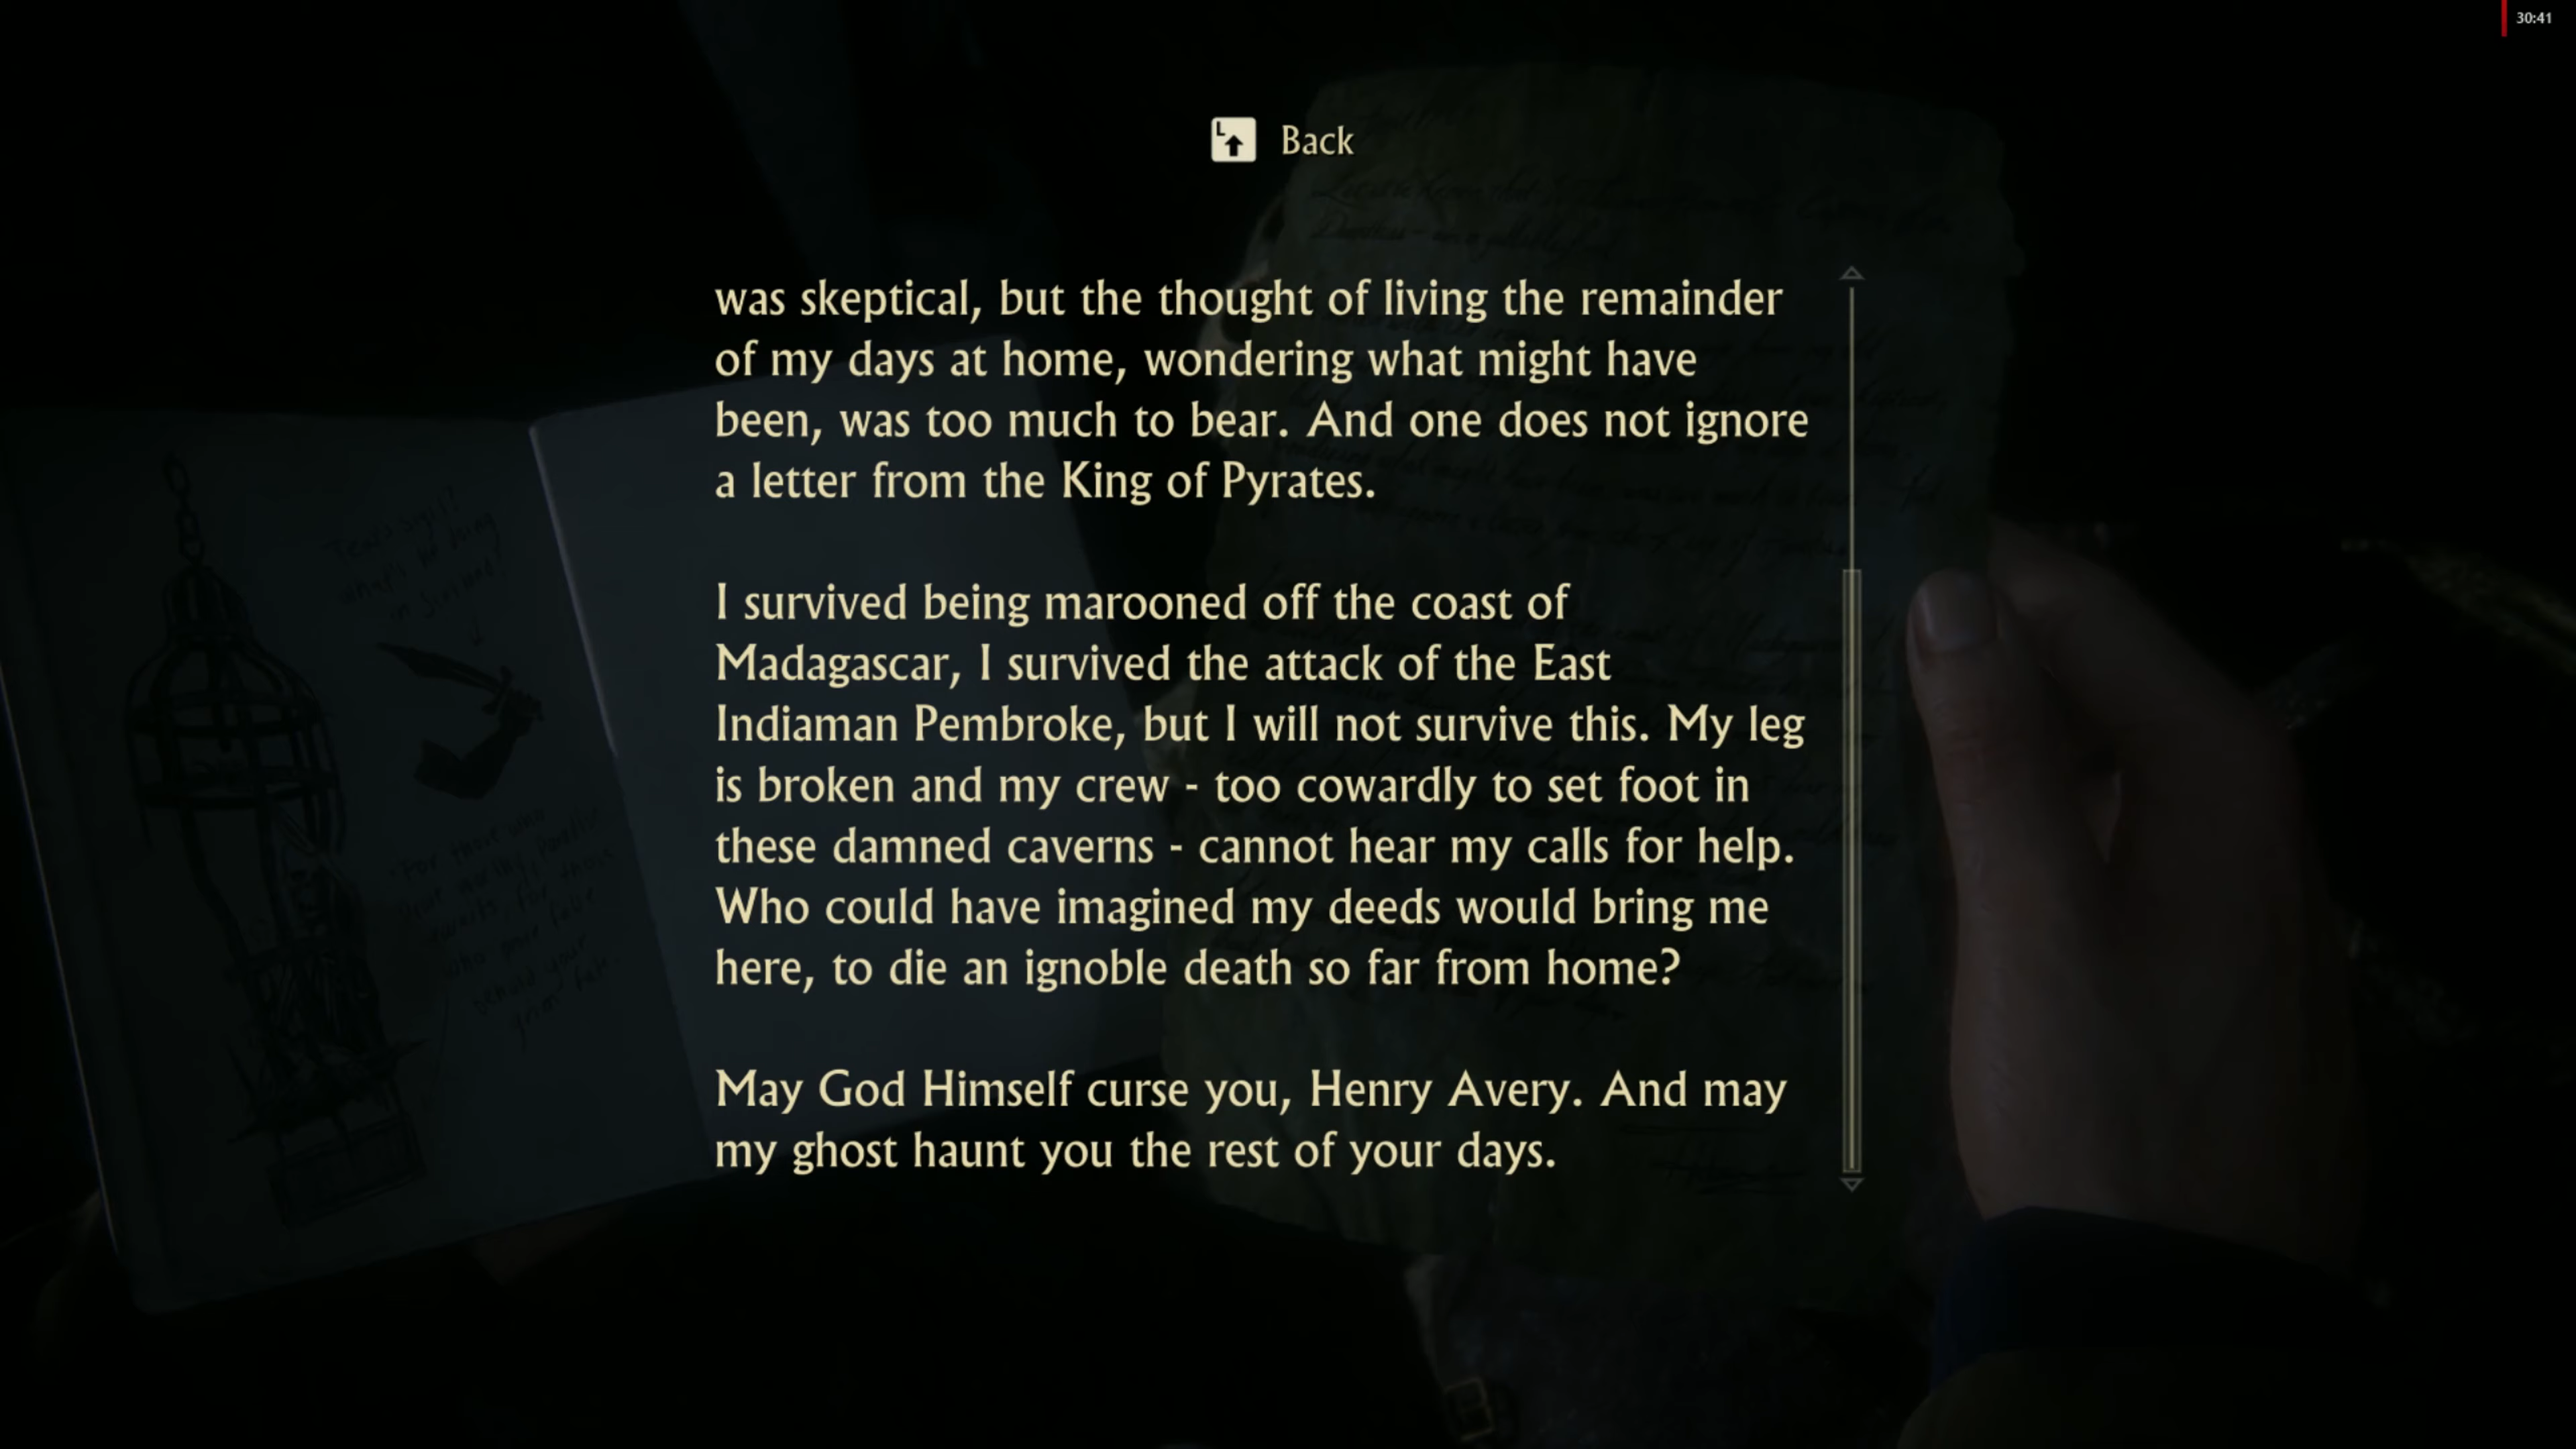 30:41
L
Back
was skeptical, but the thought of living the remainder
of my days at home, wondering what might have
been, was too much to bear. And one does not ignore
a letter from the King of Pyrates.
I survived being marooned off the coast of
Madagascar, I survived the attack of the East
Indiaman Pembroke, but I will not survive this. My leg
is broken and my crew - too cowardly to set foot in
these damned caverns - cannot hear my calls for help.
Who could have imagined my deeds would bring me
here, to die an ignoble death so far from home?
May God Himself curse you, Henry Avery. And may
my ghost haunt you the rest of your days.